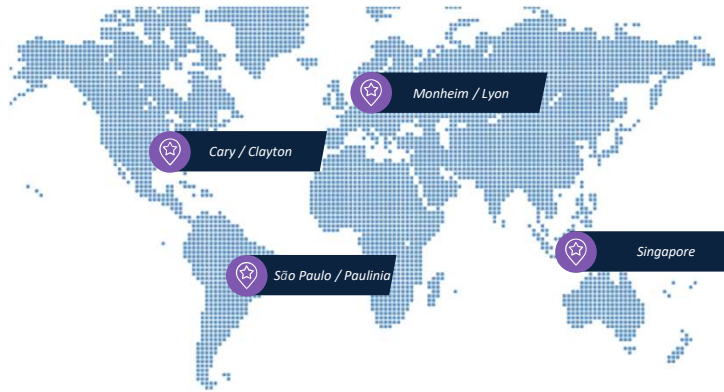 Monheim / Lyon
Cary / Clayton
Singapore
São Paulo / Paulinia